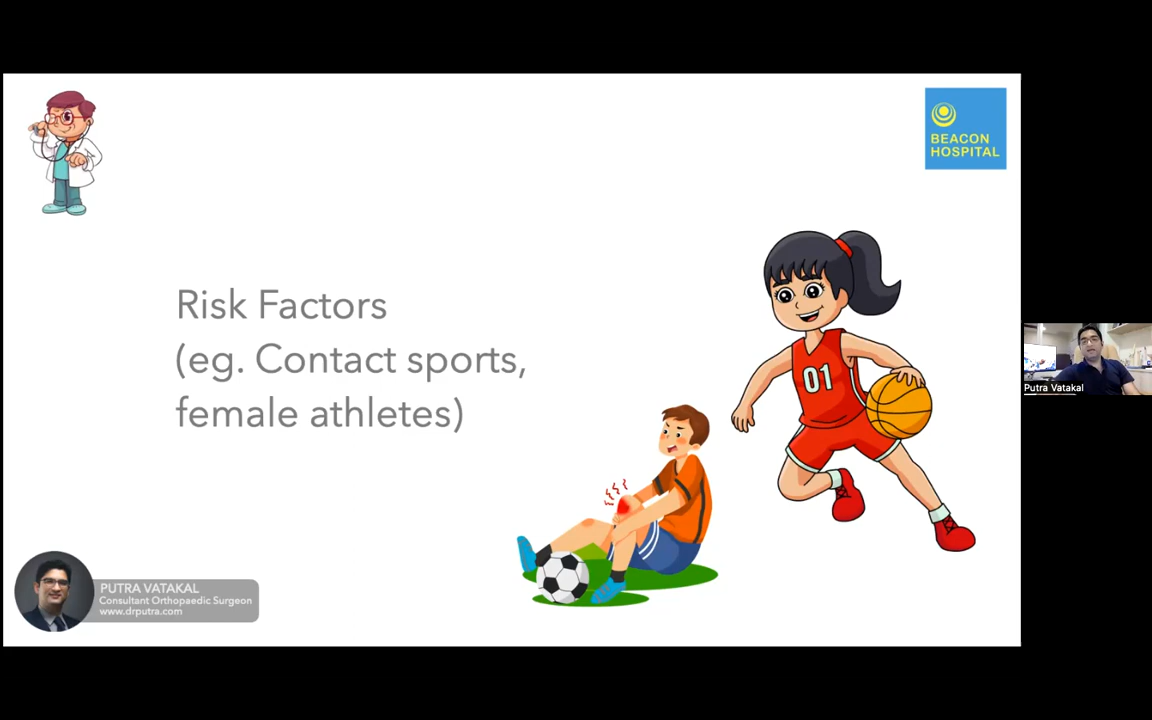 BEACON
HOSPITAL
Risk Factors
(eg. Contact sports,
female athletes)
01
PUTRA VATAKAL
Consultant Orthopaedic Surgeon
www.drputra.com
Putra Vatakal